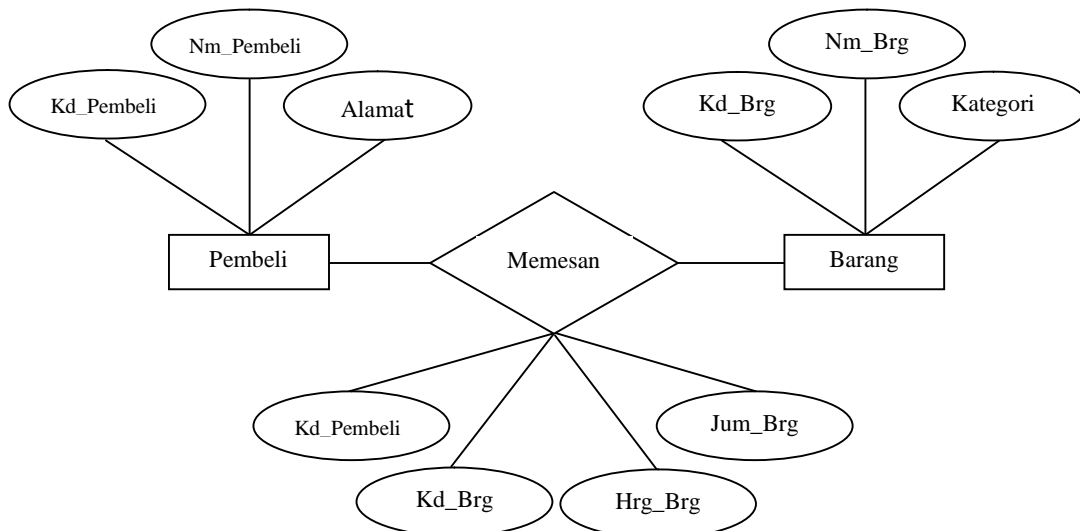 Nm_Pembeli
Nm_Brg
Kd_Pembeli
Alamat
Kd_Brg
Kategori
Pembeli
Memesan
Barang
Kd_Pembeli
Jum_Brg
Kd_Brg
Hrg_Brg